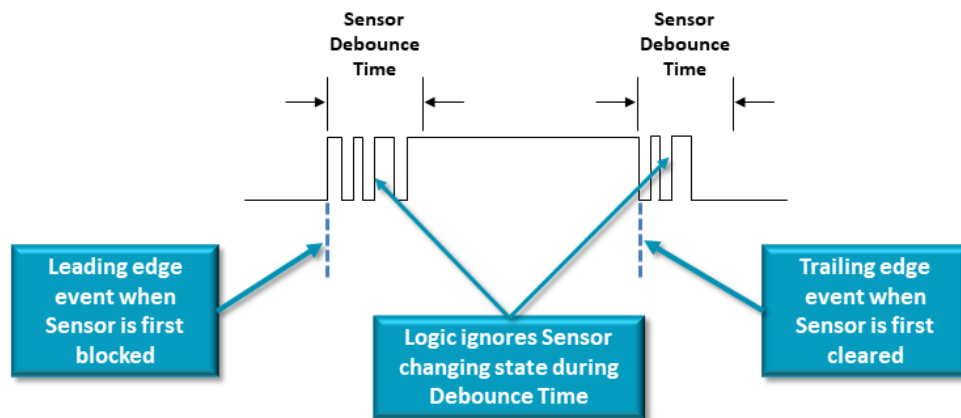 Sensor
Debounce
Time
Sensor
Debounce
Time
Leading edge
event when
Sensor is first
blocked
Logic ignores Sensor
changing state during
Debounce Time
Trailing edge
event when
Sensor is first
cleared